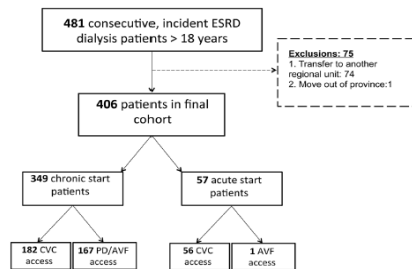 481 consecutive, incident ESRD
dialysis patients > 18 years
Exclusions: 75
1. Transfer to another
regional unit: 74
2. Move out of province:1
406 patients in final
cohort
349 chronic start
patients
57 acute start
patients
182 CVC
access
167 PD/AVF
access
56 CVC
access
1 AVF
access